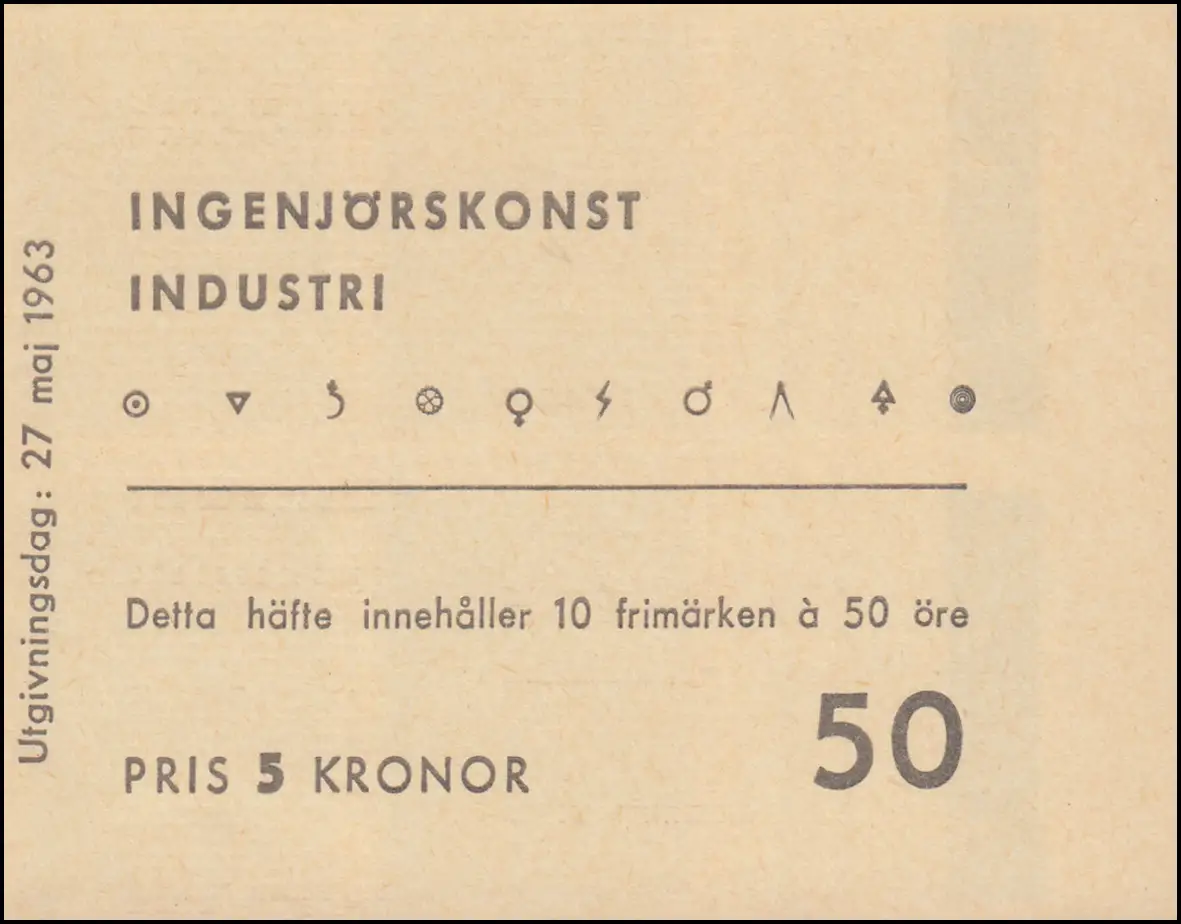 INGENJÖRSKONST
INDUSTRI
Detta häfte innehåller 10 frimärken à 50 öre
PRIS 5 KRONOR
50
Utgivningsdag: 27 maj 1963